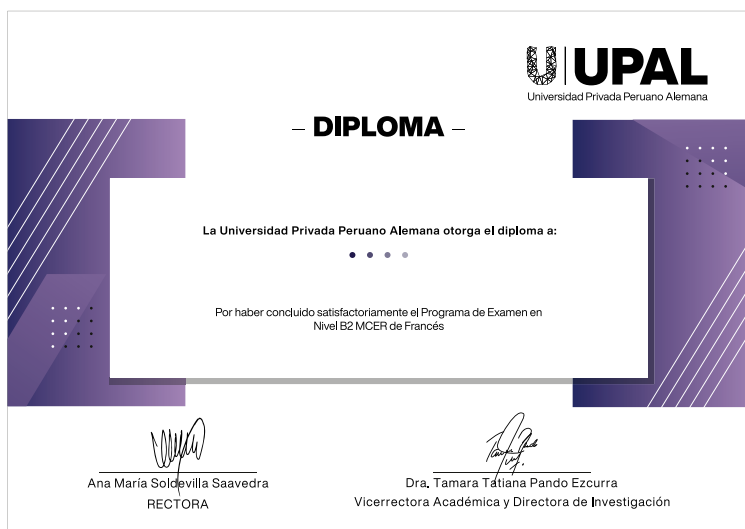 UPAL
Universidad Privada Peruano Alemana
– DIPLOMA –
La Universidad Privada Peruano Alemana otorga el diploma a:
Por haber concluido satisfactoriamente el Programa de Examen en
Nivel B2 MCER de Francés
Ana María Soldevilla Saavedra
RECTORA
Dra. Tamara Tatiana Pando Ezcurra
Vicerrectora Académica y Directora de Investigación